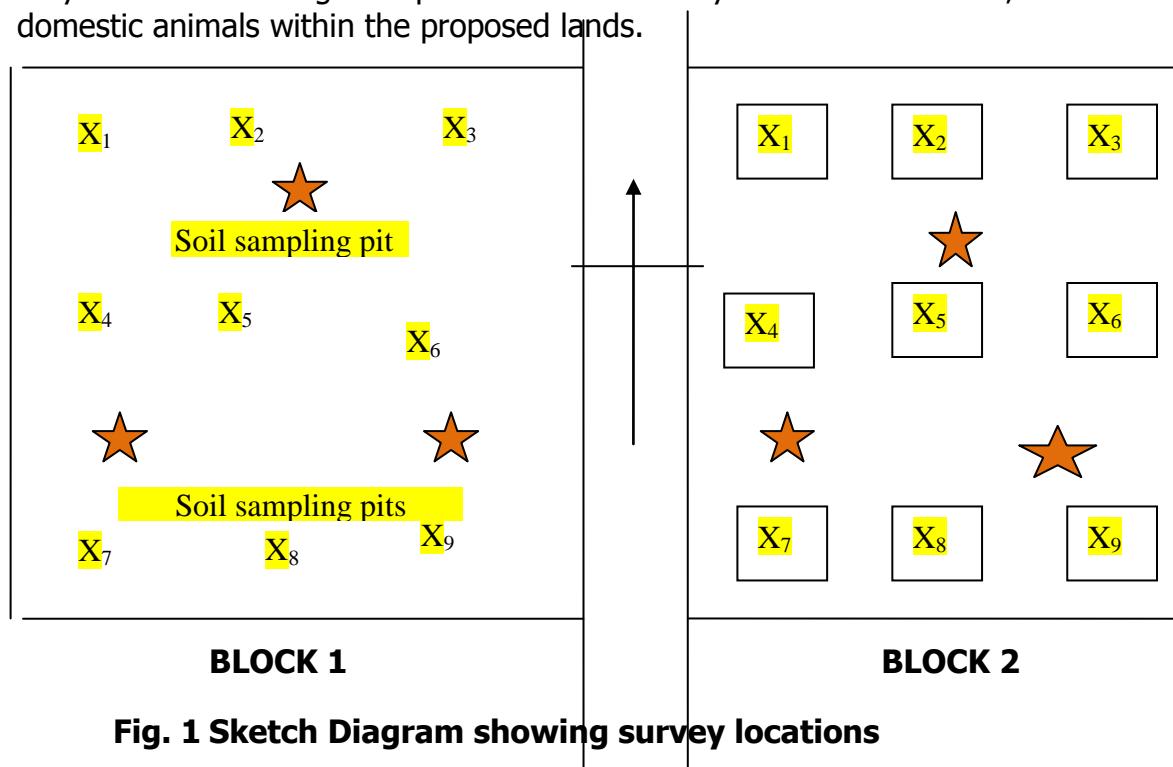 domestic animals within the proposed lands.
X₁ X₂ X₃
Soil sampling pit
X₄ X₅ X₆
Soil sampling pits
X₇ X₈ X₉
BLOCK 1
X₁ X₂ X₃
X₄ X₅ X₆
X₇ X₈ X₉
BLOCK 2
Fig. 1 Sketch Diagram showing survey locations